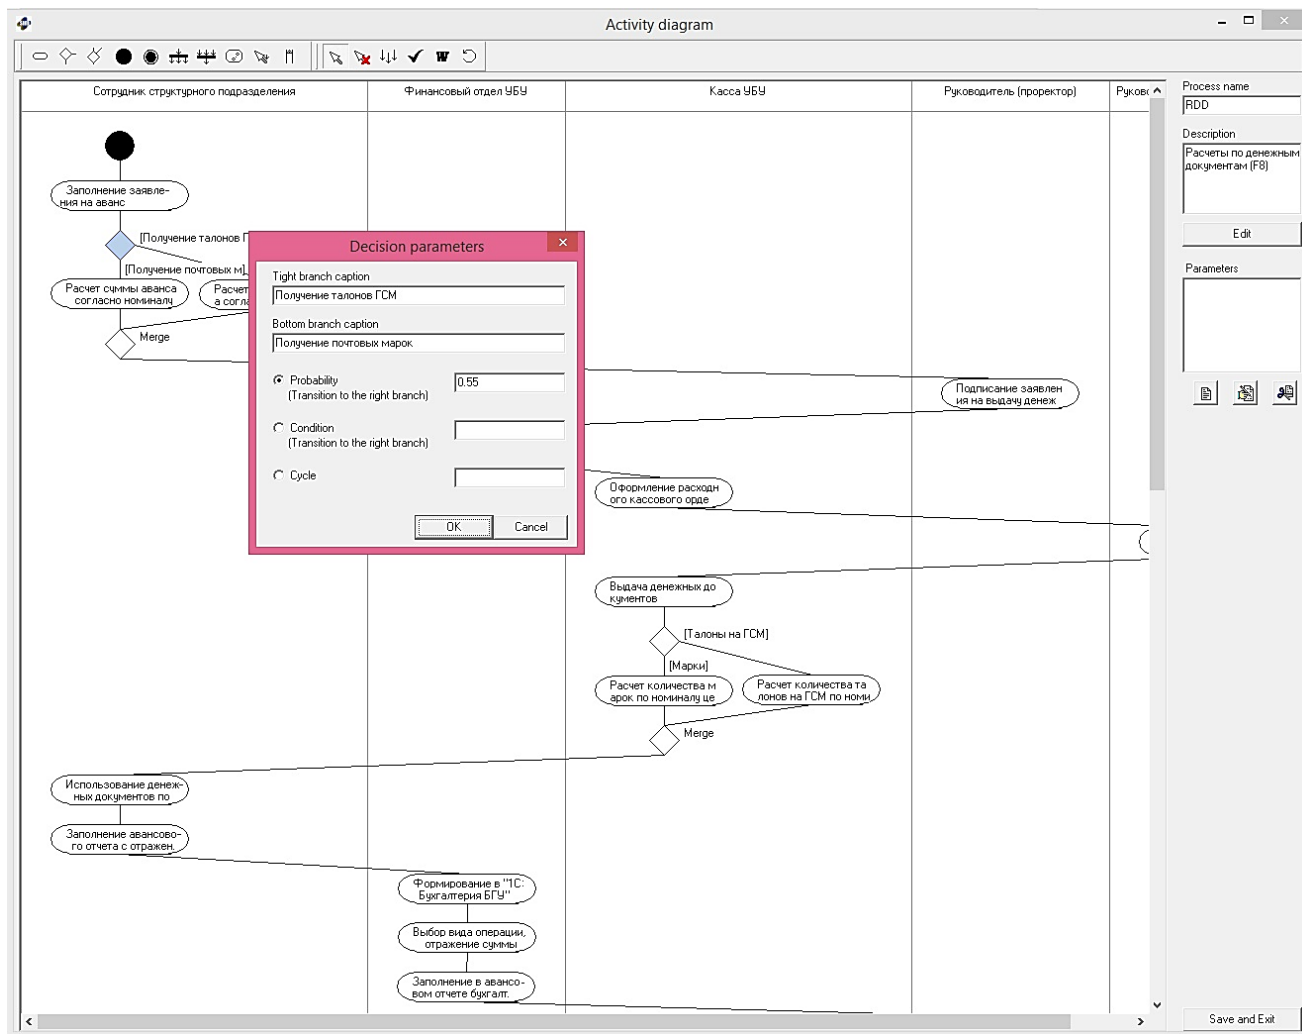 Activity diagram
Сотрудник структурного подразделения
Финансовый отдел УБУ
Касса УБУ
Руководитель (проректор)
Process name
RDD
Description
Расчеты по денежным
документам (F8)
Edit
Parameters
Заполнение заявле-
ния на аванс
[Получение талонов Г
[Получение почтовых м]
Расчет суммы аванса
согласно номиналу
Расчет
а согла
Merge
Decision parameters
Tight branch caption
Получение талонов ГСМ
Bottom branch caption
Получение почтовых марок
Probability
(Transition to the right branch)
0.55
Condition
(Transition to the right branch)
Cycle
OK
Cancel
Подписание заявлен
ия на выдачу денеж
Оформление расходн
ого кассового орде
Выдача денежных до
кументов
[Талоны на ГСМ]
[Марки]
Расчет количества м
арок по номиналу це
Расчет количества та
лонов на ГСМ по номи
Merge
Использование денеж-
ных документов по
Заполнение авансово-
го отчета с отражен.
Формирование в "1С:
Бухгалтерия БГУ"
Выбор вида операции,
отражение суммы
Заполнение в авансо-
вом отчете бухгалт.
Save and Exit